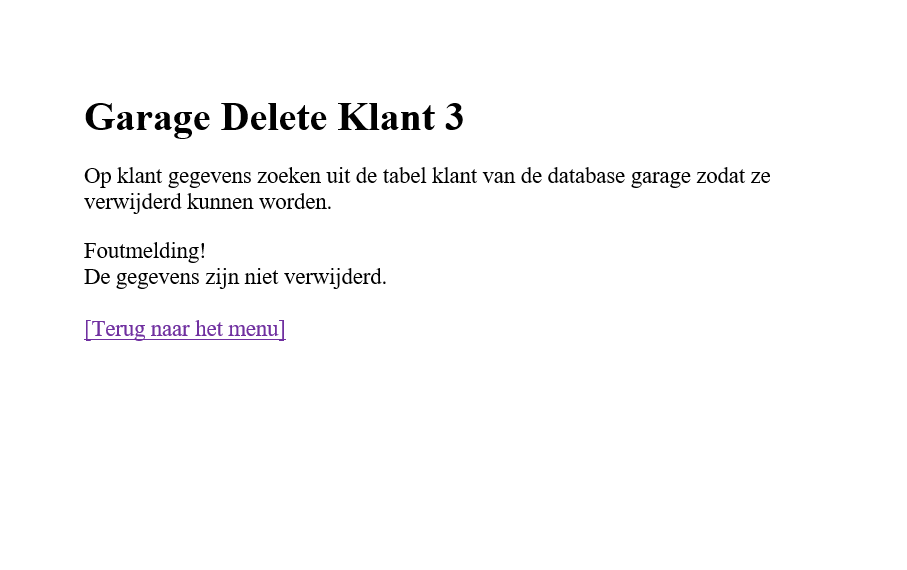 Garage Delete Klant 3
Op klant gegevens zoeken uit de tabel klant van de database garage zodat ze
verwijderd kunnen worden.
Foutmelding!
De gegevens zijn niet verwijderd.
[Terug naar het menu]